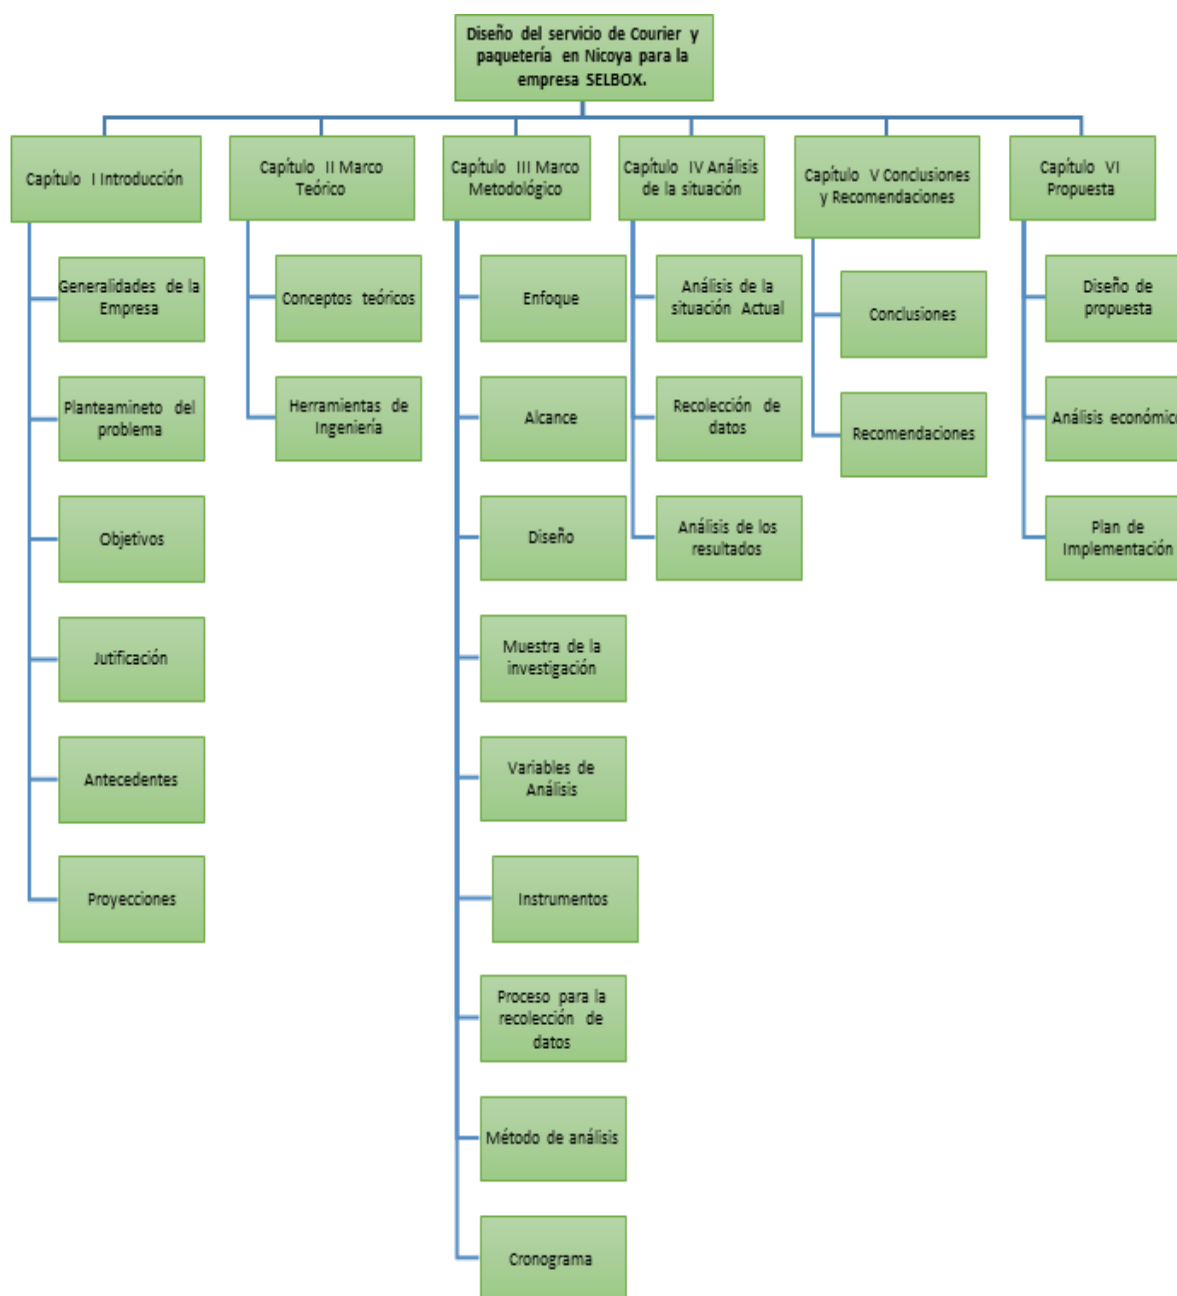 Diseño del servicio de Courier y
paquetería en Nicoya para la
empresa SELBOX.
Capítulo I Introducción
Generalidades de la
Empresa
Planteamineto del
problema
Objetivos
Jutificación
Antecedentes
Proyecciones
Capítulo II Marco
Teórico
Conceptos teóricos
Herramientas de
Ingeniería
Capítulo III Marco
Metodológico
Enfoque
Alcance
Diseño
Muestra de la
investigación
Variables de
Análisis
Instrumentos
Proceso para la
recolección de
datos
Método de análisis
Cronograma
Capítulo IV Análisis
de la situación
Análisis de la
situación Actual
Recolección de
datos
Análisis de los
resultados
Capítulo V Conclusiones
y Recomendaciones
Conclusiones
Recomendaciones
Capítulo VI
Propuesta
Diseño de
propuesta
Análisis económico
Plan de
Implementación